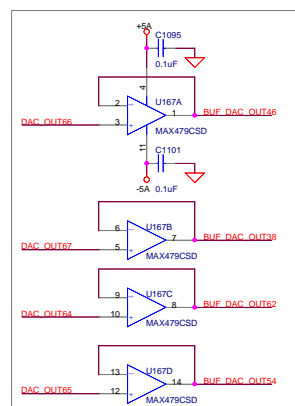 +5A
C1095
0.1uF
4
U167A
2
1
BUF_DAC_OUT46
DAC_OUT66
3
MAX479CSD
11
C1101
-5A
0.1uF
6
U167B
7
BUF_DAC_OUT38
DAC_OUT67
5
MAX479CSD
9
U167C
8
BUF_DAC_OUT62
DAC_OUT64
10
MAX479CSD
13
U167D
14
BUF_DAC_OUT54
DAC_OUT65
12
MAX479CSD